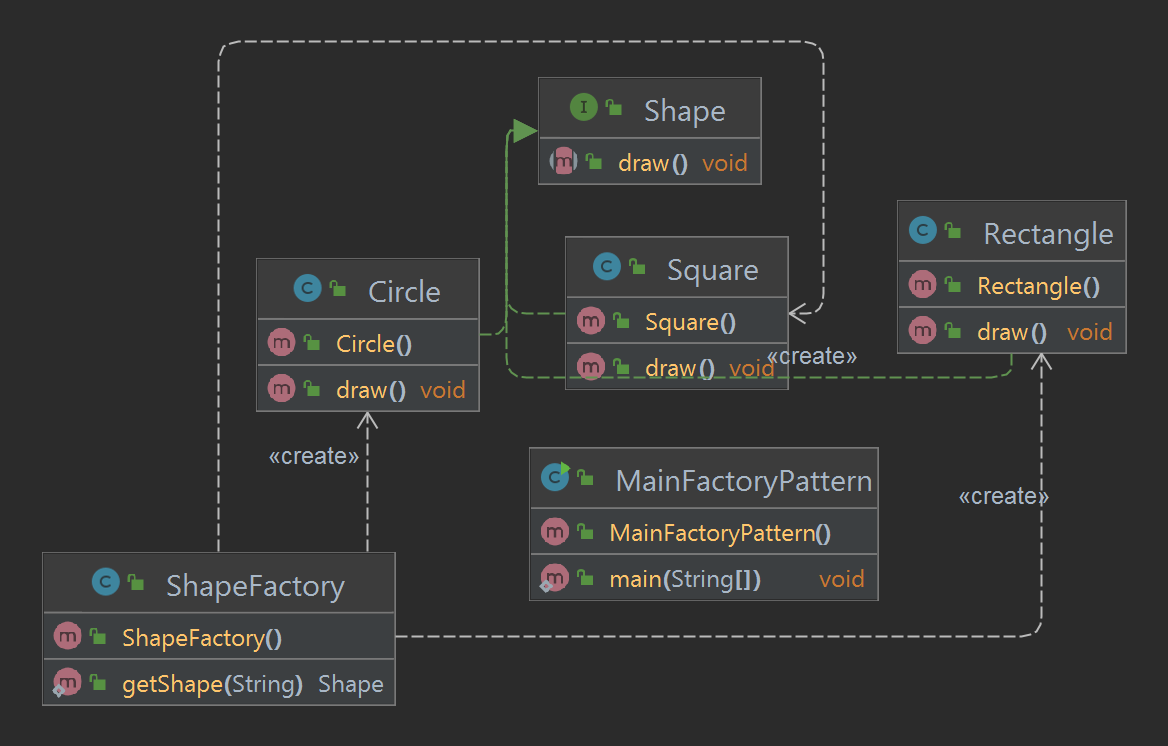 Shape
draw() void
Rectangle
Rectangle()
draw() void
Square
Square()
draw() void
«create»
Circle
Circle()
draw() void
«create»
MainFactoryPattern
MainFactoryPattern()
main(String[]) void
«create»
ShapeFactory
ShapeFactory()
getShape(String) Shape